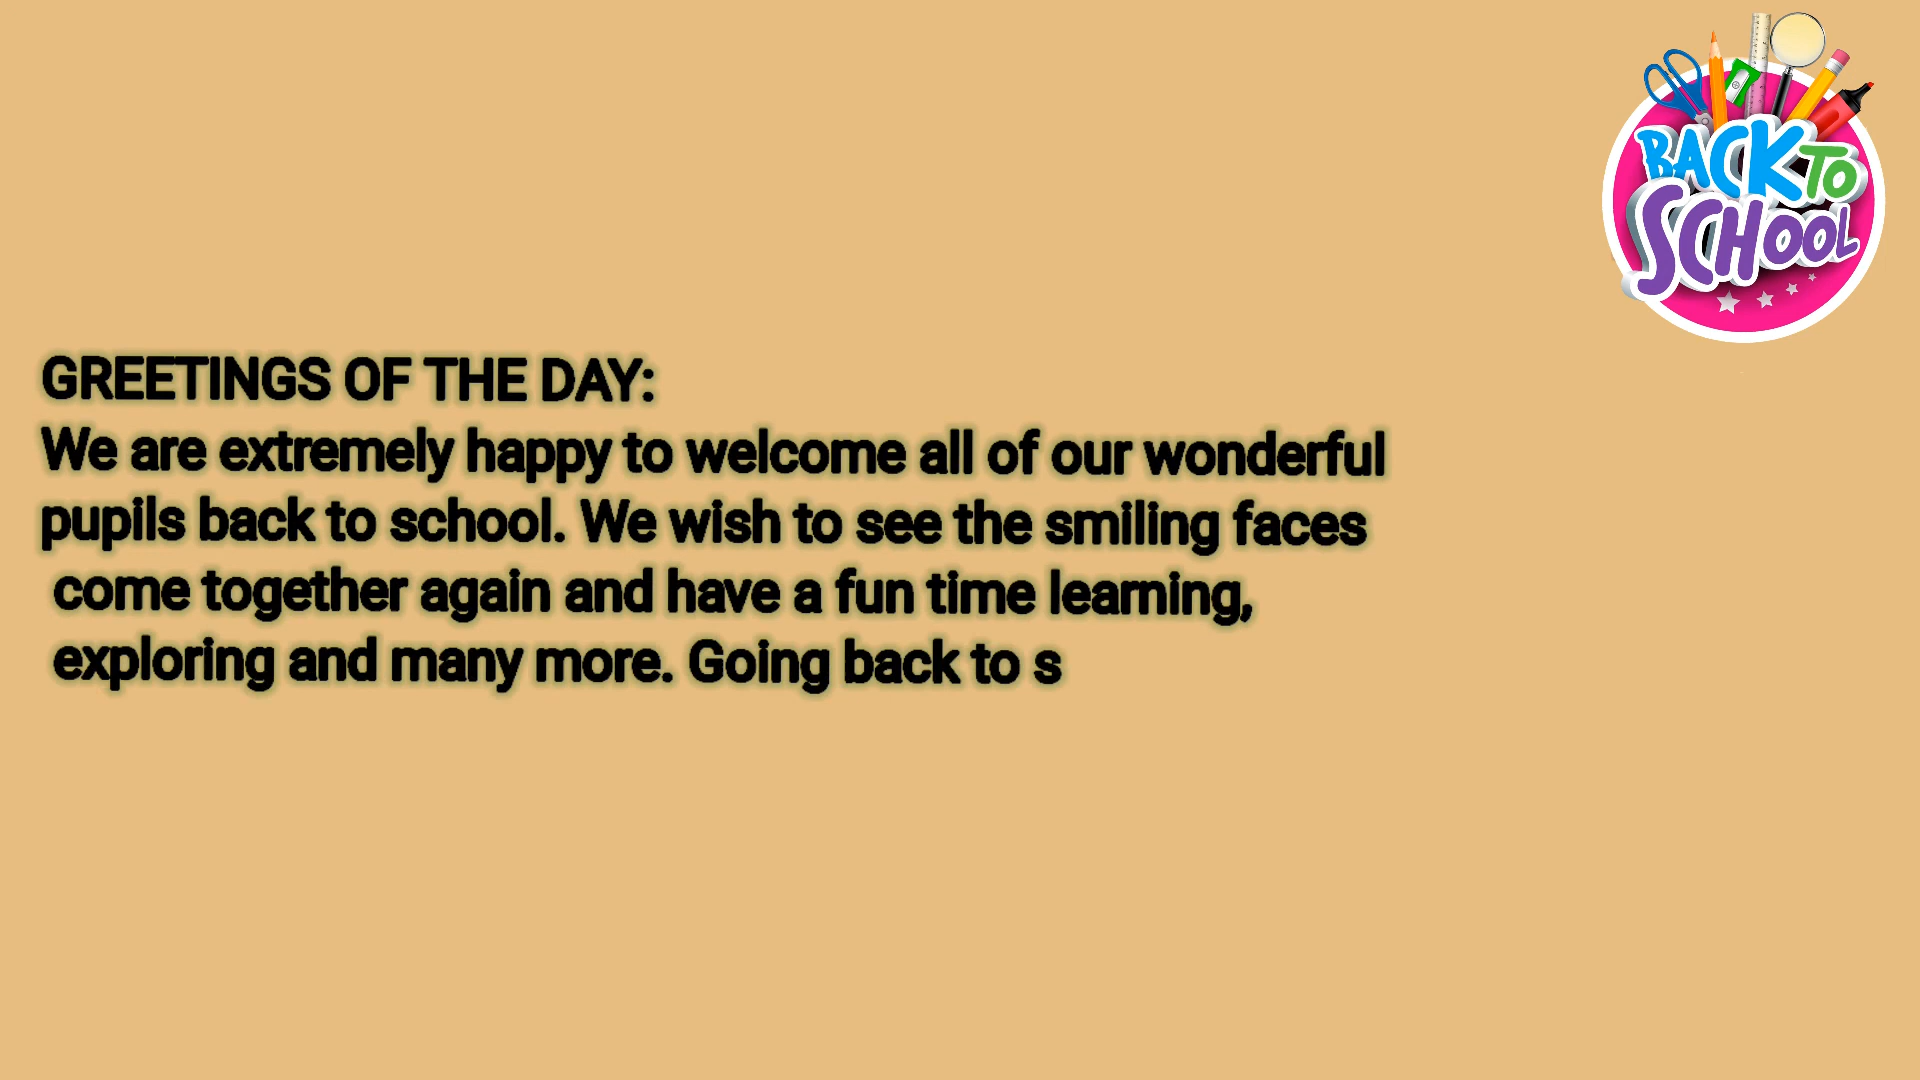 BACK TO
SCHOOL
GREETINGS OF THE DAY:
We are extremely happy to welcome all of our wonderful
pupils back to school. We wish to see the smiling faces
come together again and have a fun time learning,
exploring and many more. Going back to s